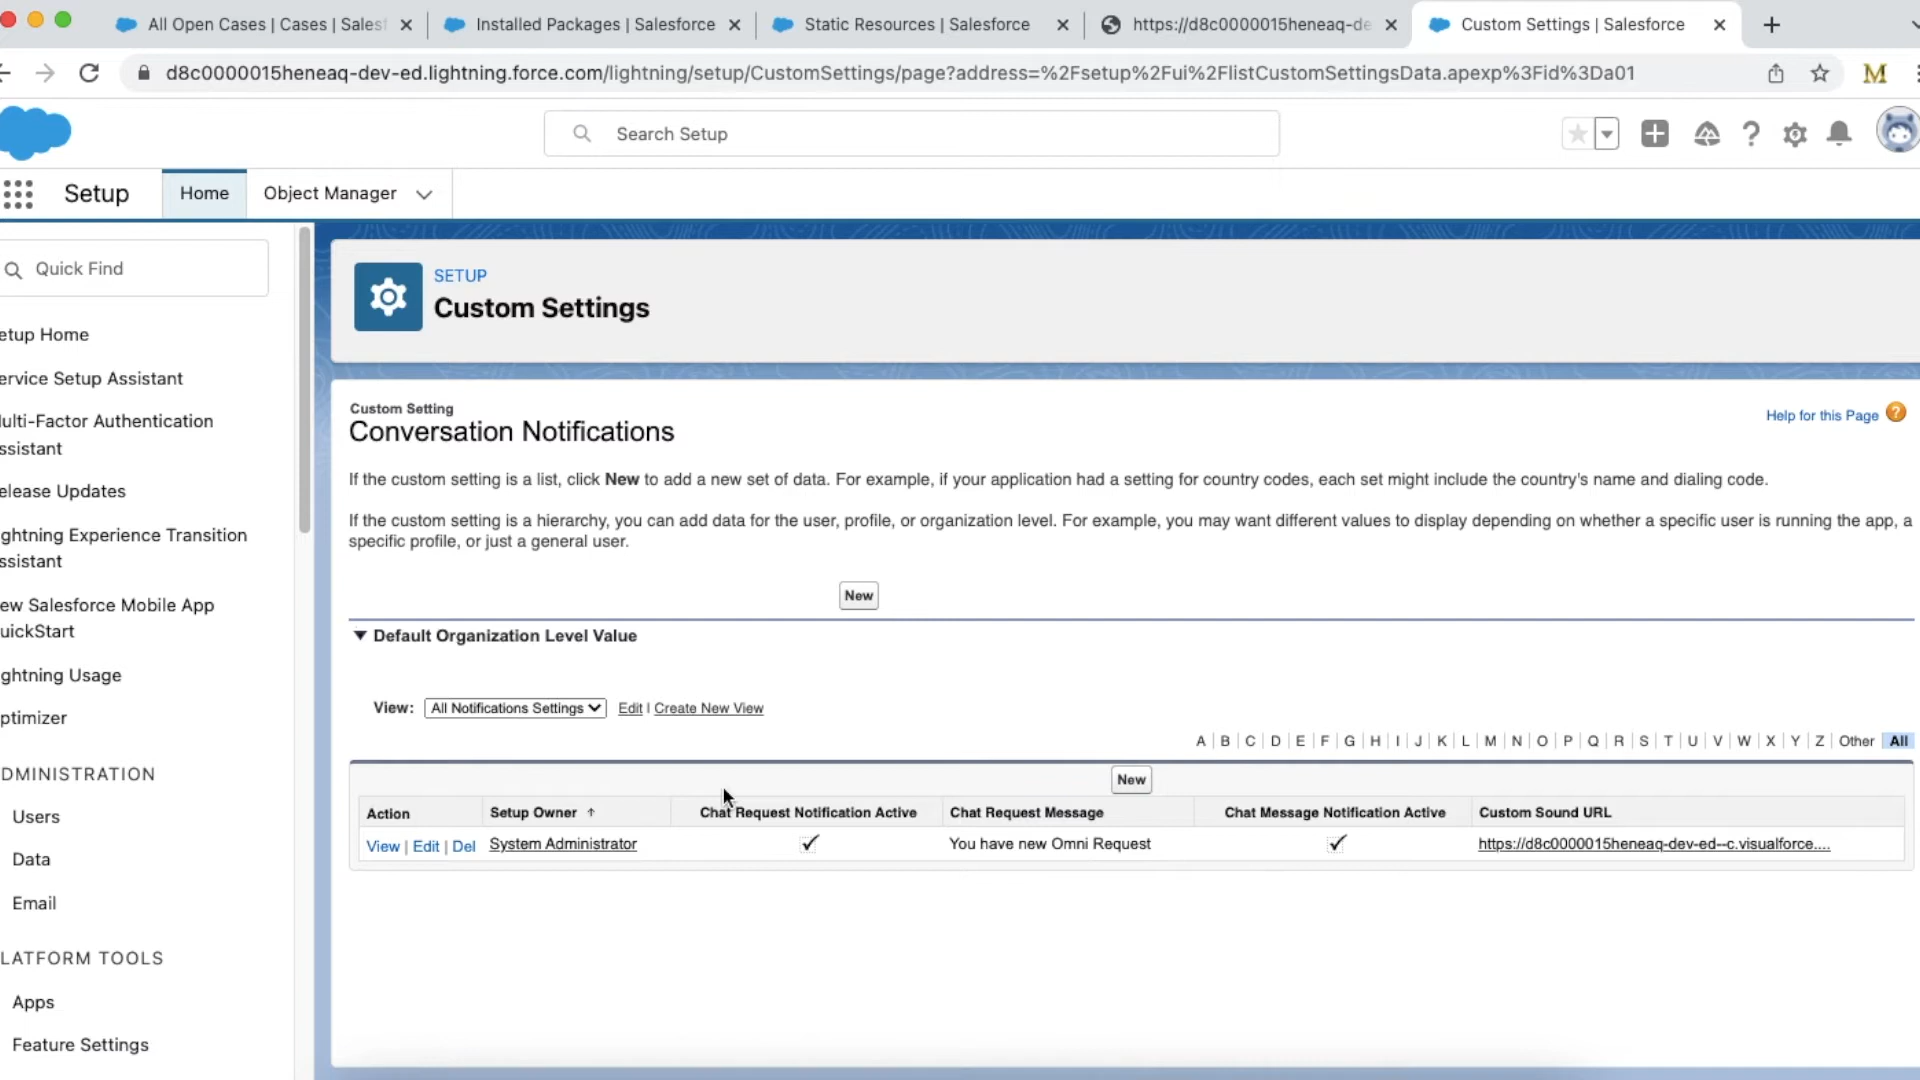 All Open Cases | Cases | Salesf
Installed Packages | Salesforce
Static Resources | Salesforce
https://d8c0000015heneaq-de
Custom Settings | Salesforce
d8c0000015heneaq-dev-ed.lightning.force.com/lightning/setup/CustomSettings/page?address=%2Fsetup%2Fui%2FlistCustomSettingsData.apexp%3Fid%3Da01
M
Search Setup
Setup
Home
Object Manager
Quick Find
etup Home
ervice Setup Assistant
ulti-Factor Authentication
ssistant
elease Updates
ghtning Experience Transition
ssistant
ew Salesforce Mobile App
uickStart
ghtning Usage
ptimizer
DMINISTRATION
Users
Data
Email
LATFORM TOOLS
Apps
Feature Settings
SETUP
Custom Settings
Custom Setting
Conversation Notifications
Help for this Page ?
If the custom setting is a list, click New to add a new set of data. For example, if your application had a setting for country codes, each set might include the country's name and dialing code.
If the custom setting is a hierarchy, you can add data for the user, profile, or organization level. For example, you may want different values to display depending on whether a specific user is running the app, a
specific profile, or just a general user.
New
Default Organization Level Value
View: All Notifications Settings Edit | Create New View
A | B | C | D | E | F | G | H | I | J | K | L | M | N | O | P | Q | R | S | T | U | V | W | X | Y | Z | Other | All
New
Action Setup Owner ↑ Chat Request Notification Active Chat Request Message Chat Message Notification Active Custom Sound URL
View | Edit | Del System Administrator ✓ You have new Omni Request ✓ https://d8c0000015heneaq-dev-ed--c.visualforce....